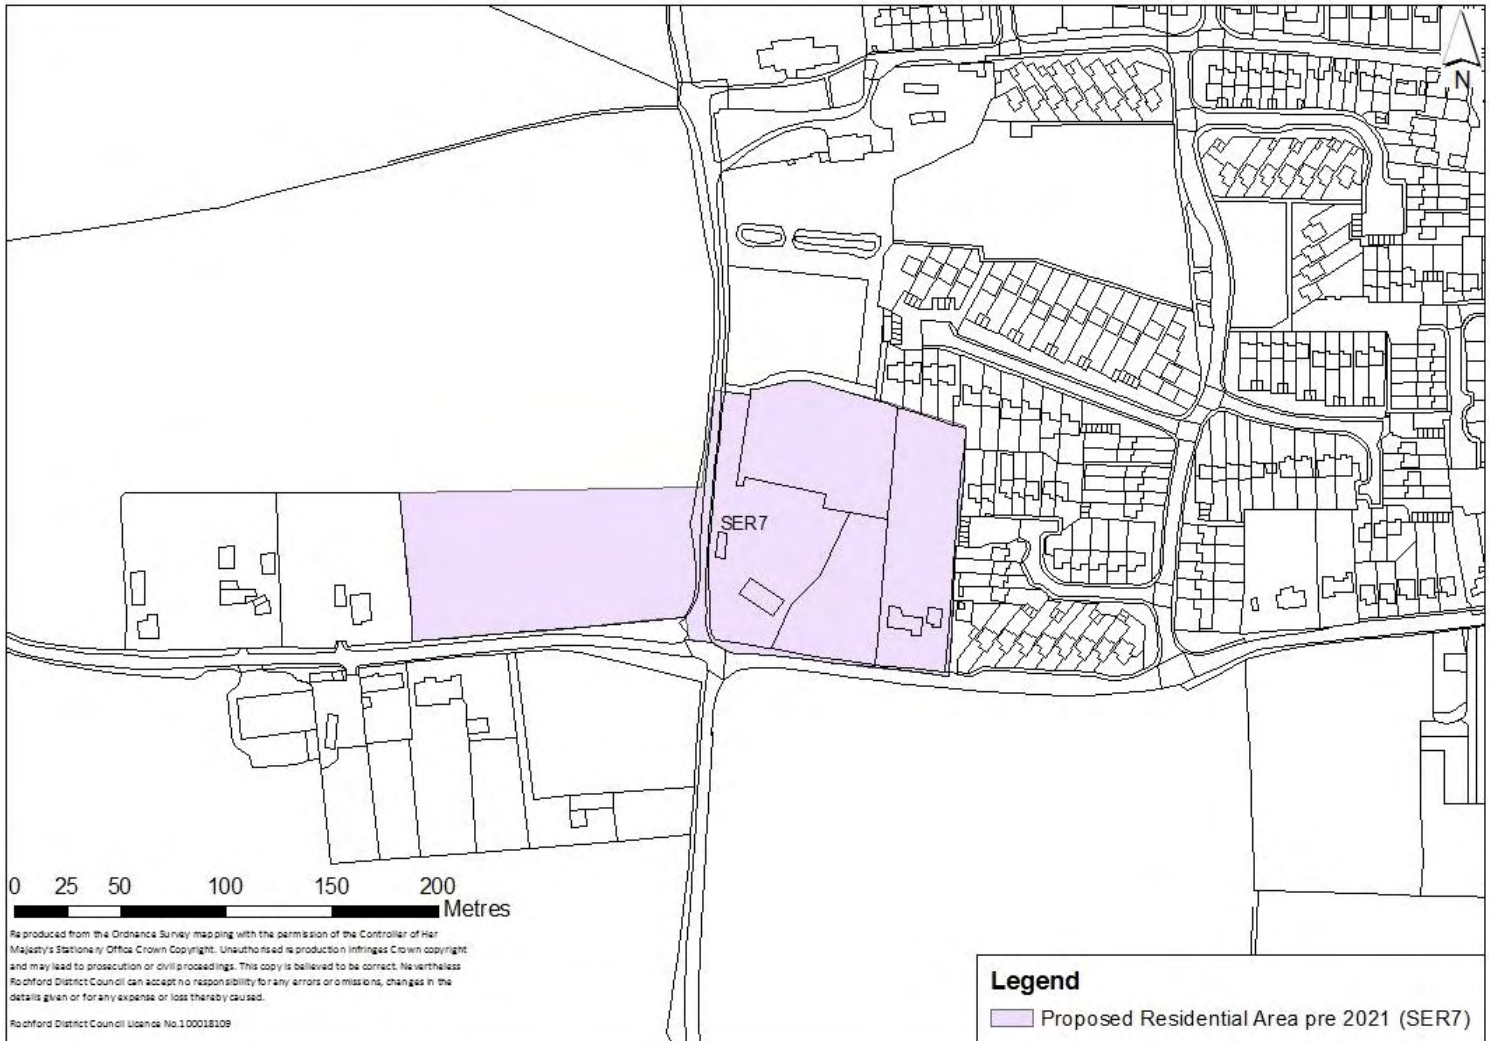 N
SER7
0 25 50 100 150 200
Metres
Reproduced from the Ordnance Survey mapping with the permission of the Controller of Her
Majesty's Stationery Office Crown Copyright. Unauthorised reproduction infringes Crown copyright
and may lead to prosecution or civil proceedings. This copy is believed to be correct. Nevertheless
Rochford District Council can accept no responsibility for any errors or omissions, changes in the
details given or for any expense or loss thereby caused.
Rochford District Council Licence No.100018109
Legend
Proposed Residential Area pre 2021 (SER7)